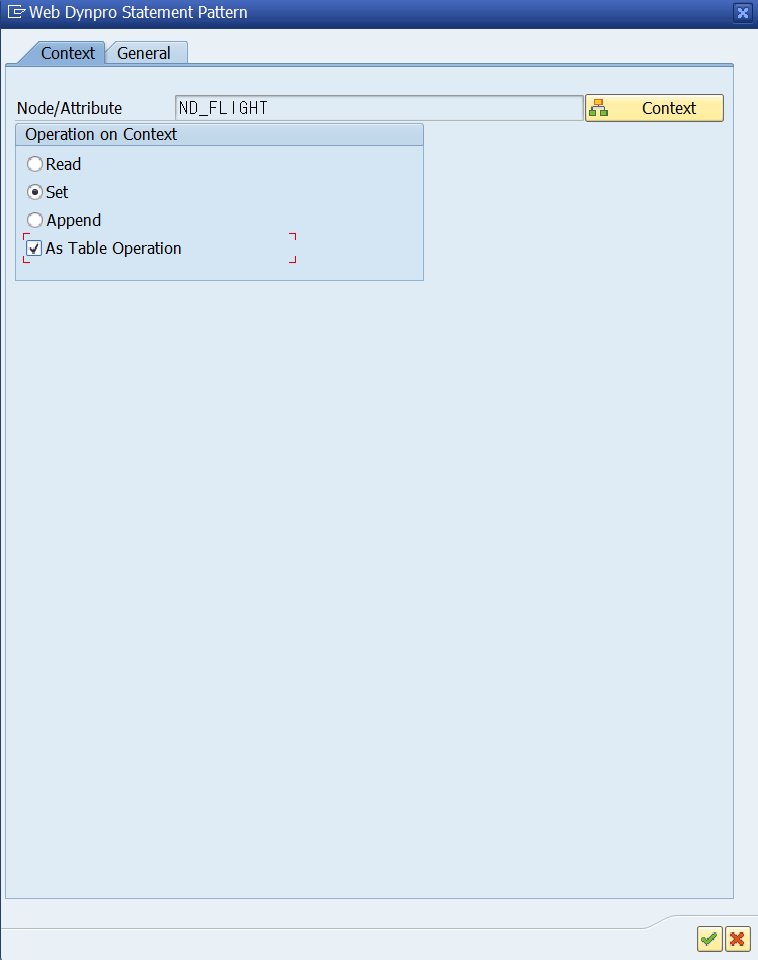 Web Dynpro Statement Pattern
Context General
Node/Attribute ND_FLIGHT Context
Operation on Context
Read
Set
Append
As Table Operation